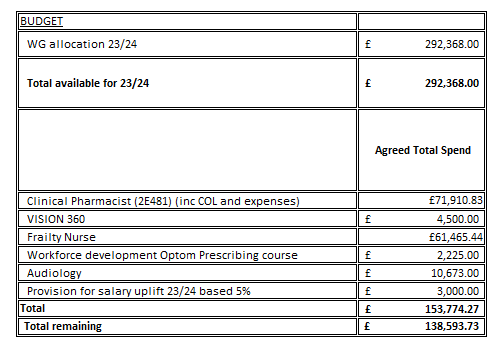 BUDGET
WG allocation 23/24 £ 292,368.00
Total available for 23/24 £ 292,368.00
Agreed Total Spend
Clinical Pharmacist (2E481) (inc COL and expenses) £71,910.83
VISION 360 £ 4,500.00
Frailty Nurse £61,465.44
Workforce development Optom Prescribing course £ 2,225.00
Audiology £ 10,673.00
Provision for salary uplift 23/24 based 5% £ 3,000.00
Total £ 153,774.27
Total remaining £ 138,593.73